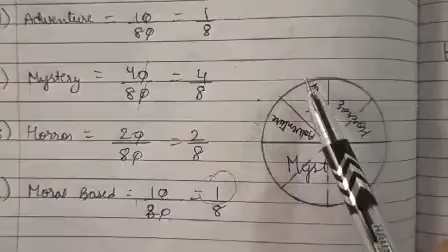 ) Adventure = 10/80 = 1/8
) Mystery = 40/80 = 4/8
) Horror = 20/80 = 2/8
) Moral Based = 10/80 = 1/8
Adventure
Myst